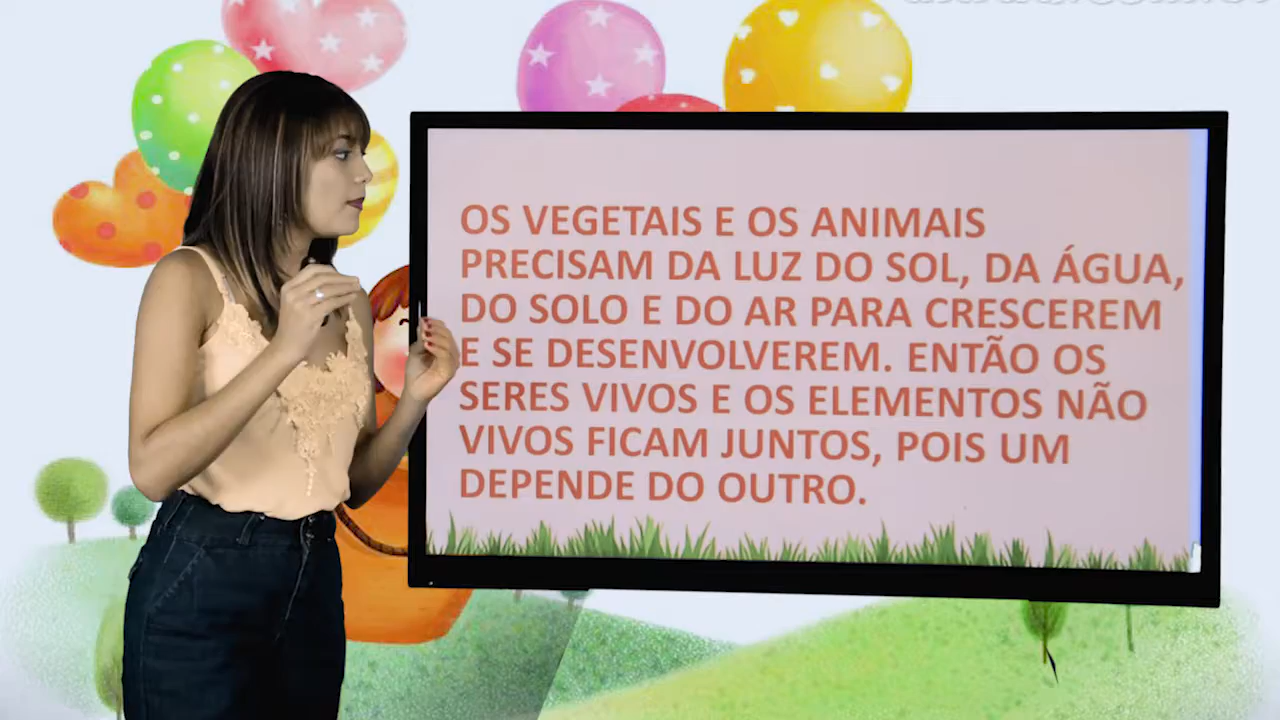 OS VEGETAIS E OS ANIMAIS
PRECISAM DA LUZ DO SOL, DA ÁGUA,
DO SOLO E DO AR PARA CRESCEREM
E SE DESENVOLVEREM. ENTÃO OS
SERES VIVOS E OS ELEMENTOS NÃO
VIVOS FICAM JUNTOS, POIS UM
DEPENDE DO OUTRO.